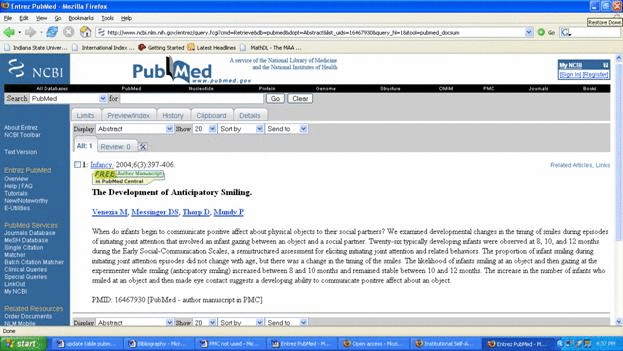 Entrez PubMed - Mozilla Firefox
File Edit View Go Bookmarks Tools Help
Restore Down
http://www.ncbi.nlm.nih.gov/entrez/query.fcgi?cmd=Retrieve&db=pubmed&dopt=Abstract&list_uids=16467930&query_hl=1&tool=pubmed_docsum
Go
Indiana State Univer... International Index ... Getting Started Latest Headlines MathDL - The MAA ...
NCBI
PubMed
www.pubmed.gov
A service of the National Library of Medicine
and the National Institutes of Health
My NCBI
[Sign In] [Register]
All Databases PubMed Nucleotide Protein Genome Structure OMIM PMC Journals Books
Search PubMed for Go Clear
Limits Preview/Index History Clipboard Details
Display Abstract Show 20 Sort by Send to
All: 1 Review: 0
About Entrez
NCBI Toolbar
Text Version
Entrez PubMed
Overview
Help | FAQ
Tutorials
New/Noteworthy
E-Utilities
PubMed Services
Journals Database
MeSH Database
Single Citation
Matcher
Batch Citation Matcher
Clinical Queries
Special Queries
LinkOut
My NCBI
Related Resources
Order Documents
NLM Mobile
1: Infancy. 2004;6(3):397-406.
Related Articles, Links
FREE Author Manuscript
in PubMed Central
The Development of Anticipatory Smiling.
Venezia M, Messinger DS, Thorp D, Mundy P.
When do infants begin to communicate positive affect about physical objects to their social partners? We examined developmental changes in the timing of smiles during episodes
of initiating joint attention that involved an infant gazing between an object and a social partner. Twenty-six typically developing infants were observed at 8, 10, and 12 months
during the Early Social-Communication Scales, a semistructured assessment for eliciting initiating joint attention and related behaviors. The proportion of infant smiling during
initiating joint attention episodes did not change with age, but there was a change in the timing of the smiles. The likelihood of infants smiling at an object and then gazing at the
experimenter while smiling (anticipatory smiling) increased between 8 and 10 months and remained stable between 10 and 12 months. The increase in the number of infants who
smiled at an object and then made eye contact suggests a developing ability to communicate positive affect about an object.
PMID: 16467930 [PubMed - author manuscript in PMC]
Display Abstract Show 20 Sort by Send to
Done
start update table pubm... Bibliography - Mic... PMC not used - Mic... Entrez PubMed - M... Open access - Mos... Institutional Self-A... Entrez PubMed - M... 4:20 PM